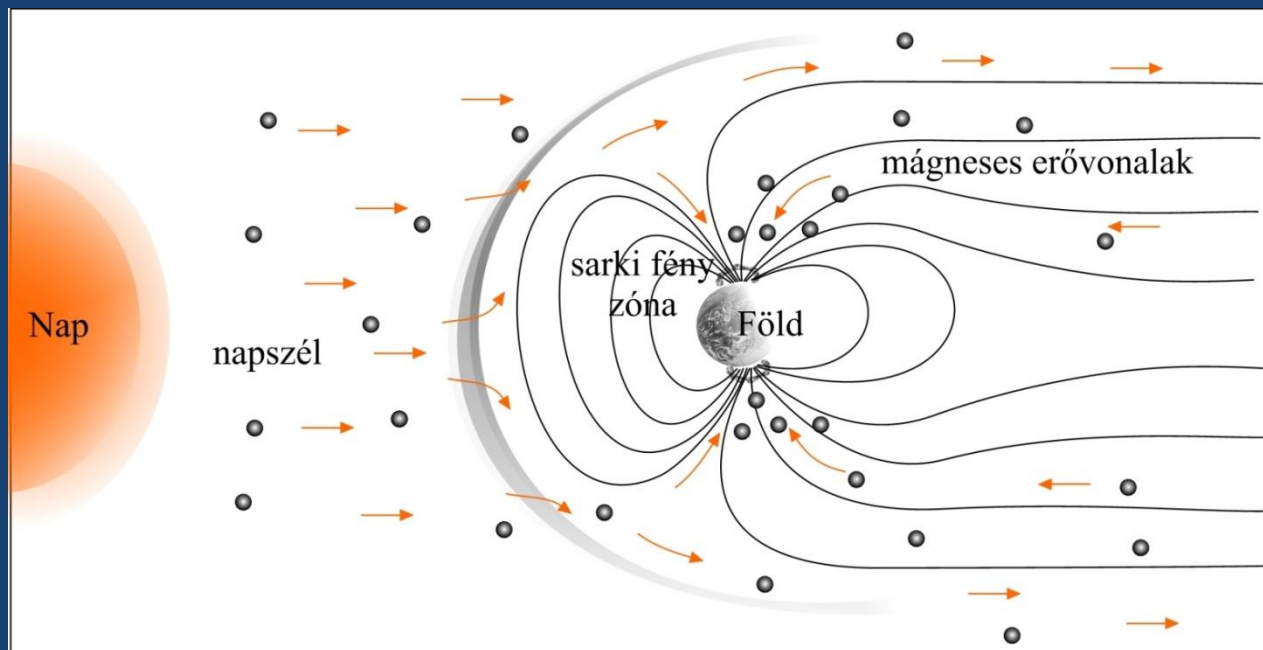 mágneses erővonalak
sarki fény
zóna
Nap
Föld
napszél